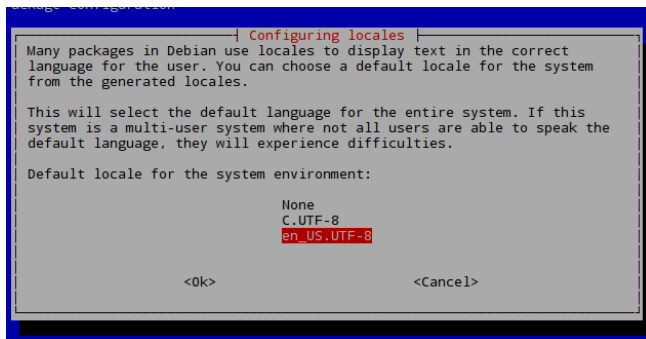 Package configuration
Configuring locales
Many packages in Debian use locales to display text in the correct
language for the user. You can choose a default locale for the system
from the generated locales.
This will select the default language for the entire system. If this
system is a multi-user system where not all users are able to speak the
default language, they will experience difficulties.
Default locale for the system environment:
None
C.UTF-8
en_US.UTF-8
<Ok> <Cancel>